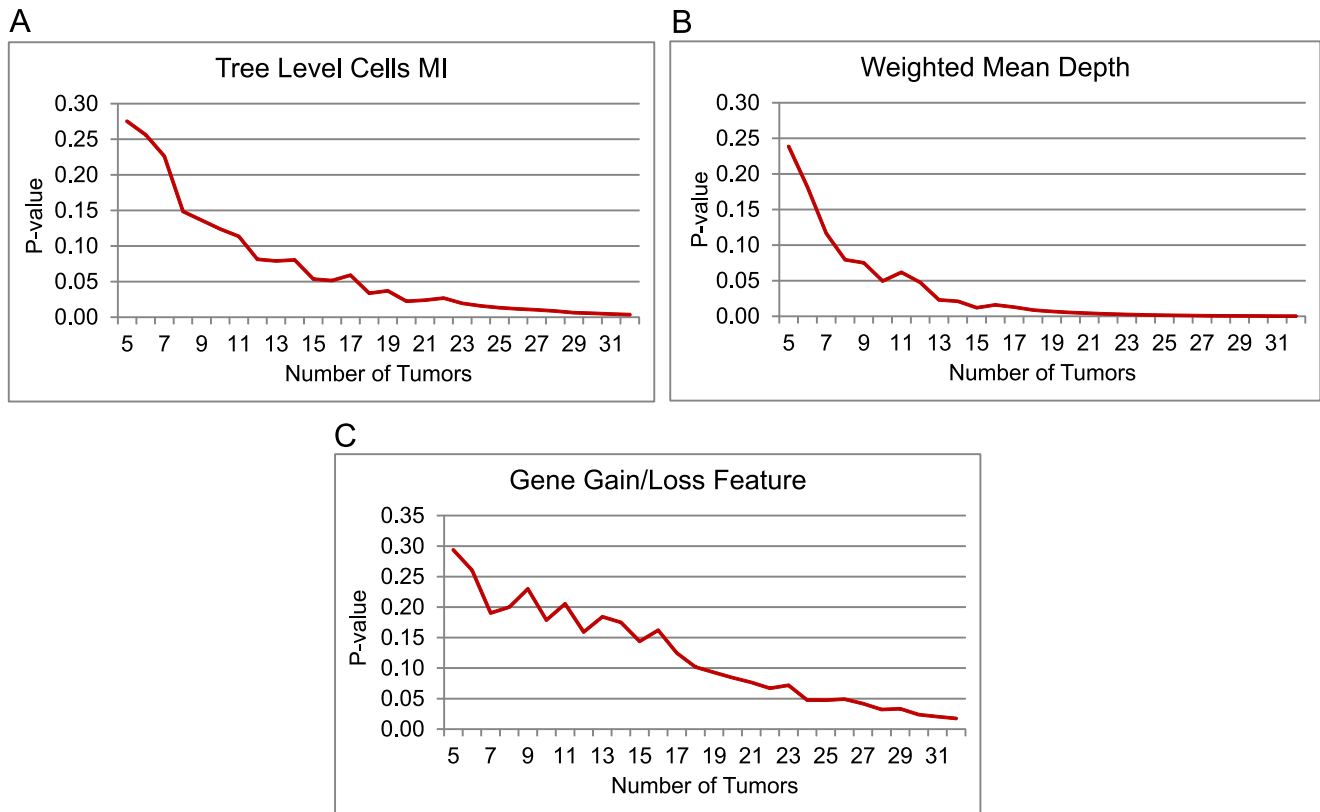 A
Tree Level Cells MI
0.30
0.25
0.20
0.15
0.10
0.05
0.00
P-value
5 7 9 11 13 15 17 19 21 23 25 27 29 31
Number of Tumors
B
Weighted Mean Depth
0.30
0.25
0.20
0.15
0.10
0.05
0.00
P-value
5 7 9 11 13 15 17 19 21 23 25 27 29 31
Number of Tumors
C
Gene Gain/Loss Feature
0.35
0.30
0.25
0.20
0.15
0.10
0.05
0.00
P-value
5 7 9 11 13 15 17 19 21 23 25 27 29 31
Number of Tumors